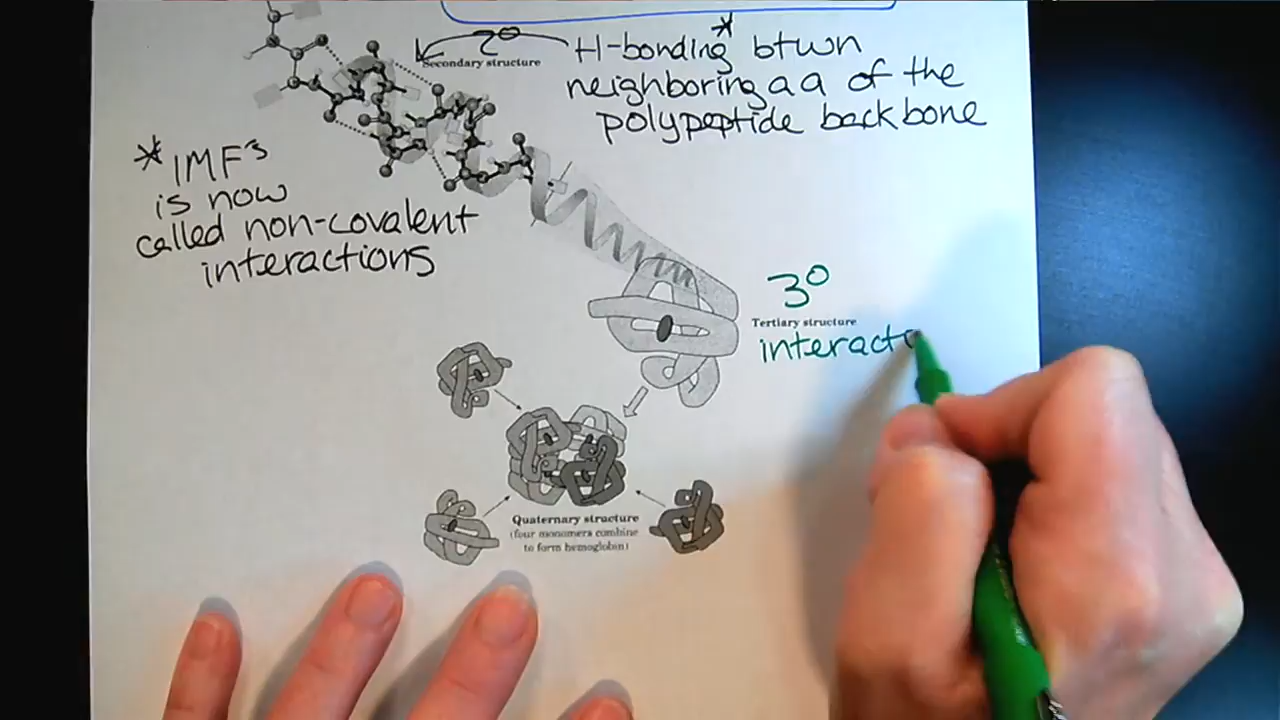 2°
Secondary structure
H-bonding* btwn
neighboring aa of the
polypeptide backbone
*IMF's
is now
called non-covalent
interactions
3°
Tertiary structure
interact
Quaternary structure
(four monomers combine
to form hemoglobin)